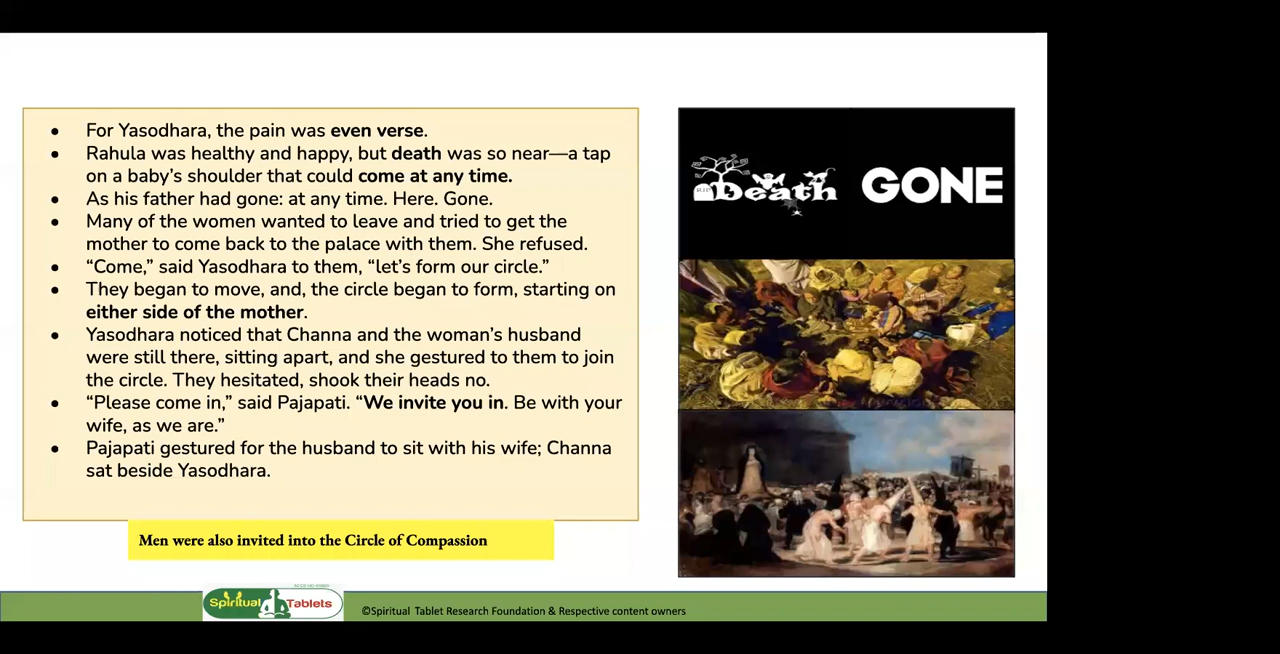 • For Yasodhara, the pain was even verse.
• Rahula was healthy and happy, but death was so near—a tap
on a baby’s shoulder that could come at any time.
• As his father had gone: at any time. Here. Gone.
• Many of the women wanted to leave and tried to get the
mother to come back to the palace with them. She refused.
• “Come,” said Yasodhara to them, “let’s form our circle.”
• They began to move, and, the circle began to form, starting on
either side of the mother.
• Yasodhara noticed that Channa and the woman’s husband
were still there, sitting apart, and she gestured to them to join
the circle. They hesitated, shook their heads no.
• “Please come in,” said Pajapati. “We invite you in. Be with your
wife, as we are.”
• Pajapati gestured for the husband to sit with his wife; Channa
sat beside Yasodhara.
Men were also invited into the Circle of Compassion
RIP Death GONE
Spiritual Tablets
©Spiritual Tablet Research Foundation & Respective content owners